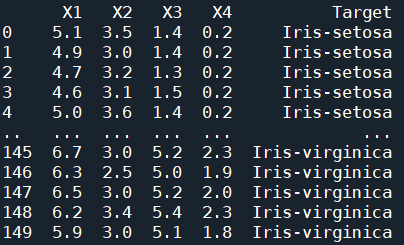 X1 X2 X3 X4 Target
0 5.1 3.5 1.4 0.2 Iris-setosa
1 4.9 3.0 1.4 0.2 Iris-setosa
2 4.7 3.2 1.3 0.2 Iris-setosa
3 4.6 3.1 1.5 0.2 Iris-setosa
4 5.0 3.6 1.4 0.2 Iris-setosa
.. ... ... ... ... ...
145 6.7 3.0 5.2 2.3 Iris-virginica
146 6.3 2.5 5.0 1.9 Iris-virginica
147 6.5 3.0 5.2 2.0 Iris-virginica
148 6.2 3.4 5.4 2.3 Iris-virginica
149 5.9 3.0 5.1 1.8 Iris-virginica